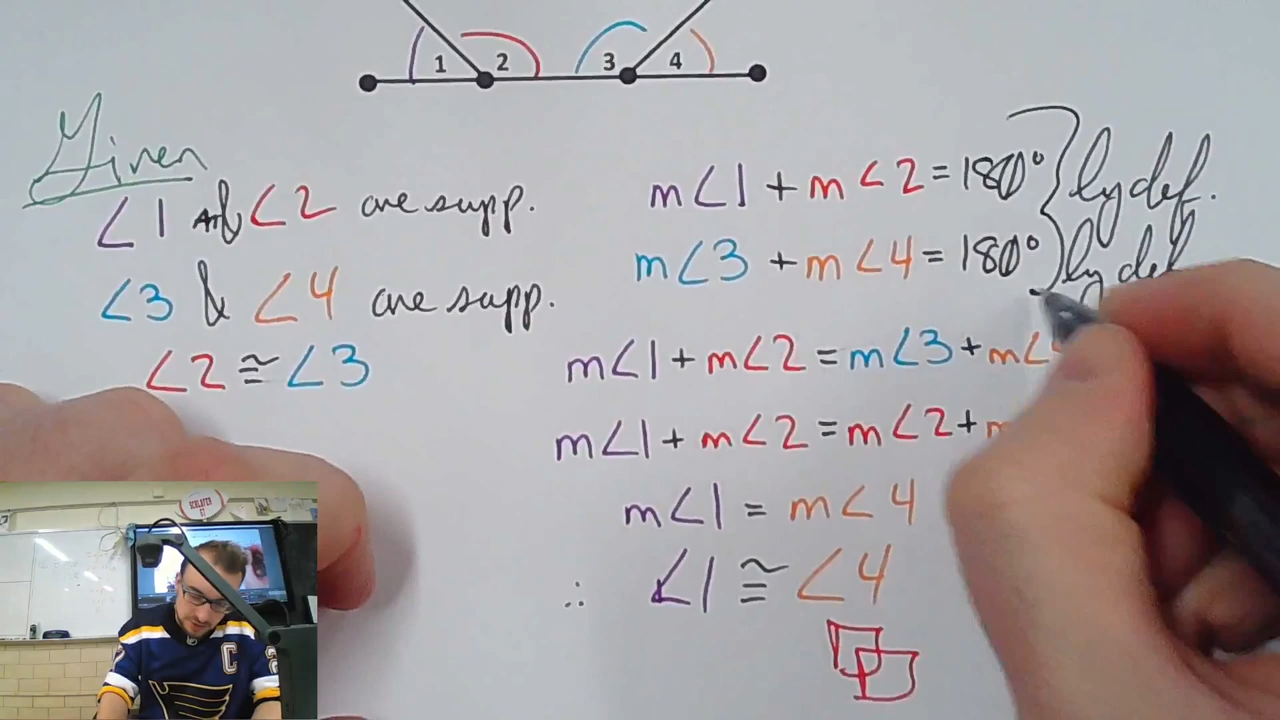 1 2 3 4
Given
∠1 and ∠2 are supp.
∠3 & ∠4 are supp.
∠2 ≅ ∠3
m∠1 + m∠2 = 180° by def.
m∠3 + m∠4 = 180° by def
m∠1 + m∠2 = m∠3 + m∠
m∠1 + m∠2 = m∠2 + m
m∠1 = m∠4
∴ ∠1 ≅ ∠4
C